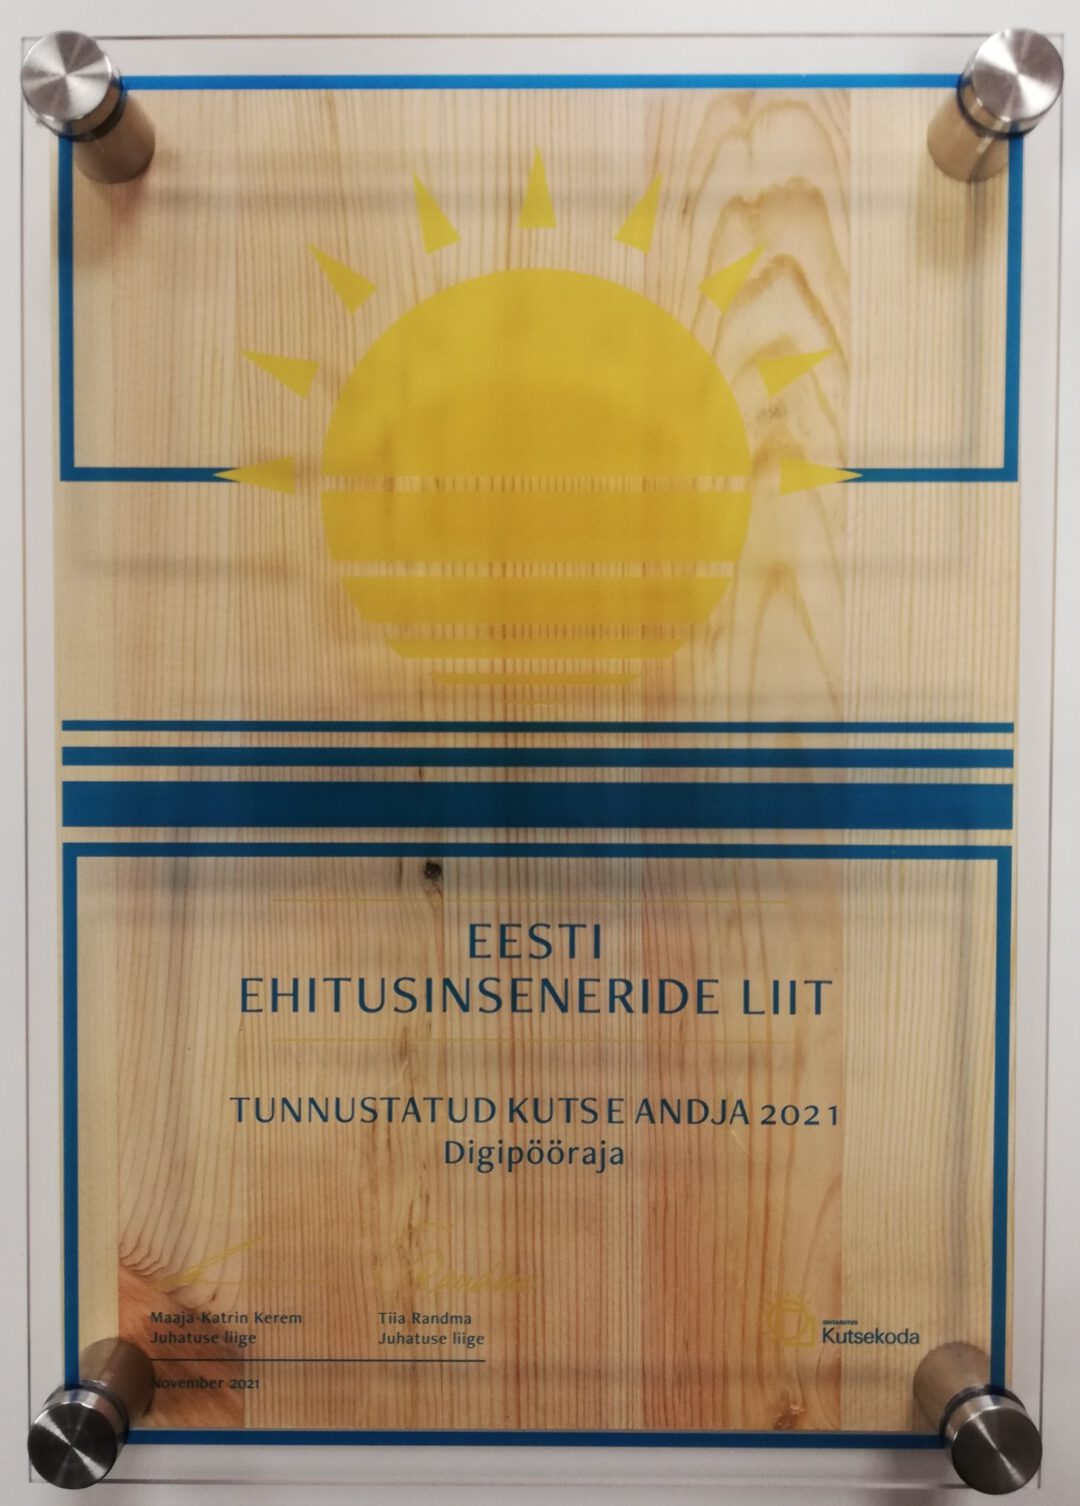 EESTI
EHITUSINSENERIDE LIIT
TUNNUSTATUD KUTSE ANDJA 2021
Digipööraja
Maaja-Katrin Kerem
Juhatuse liige
Tiia Randma
Juhatuse liige
November 2021
SIHTASUTUS
Kutsekoda